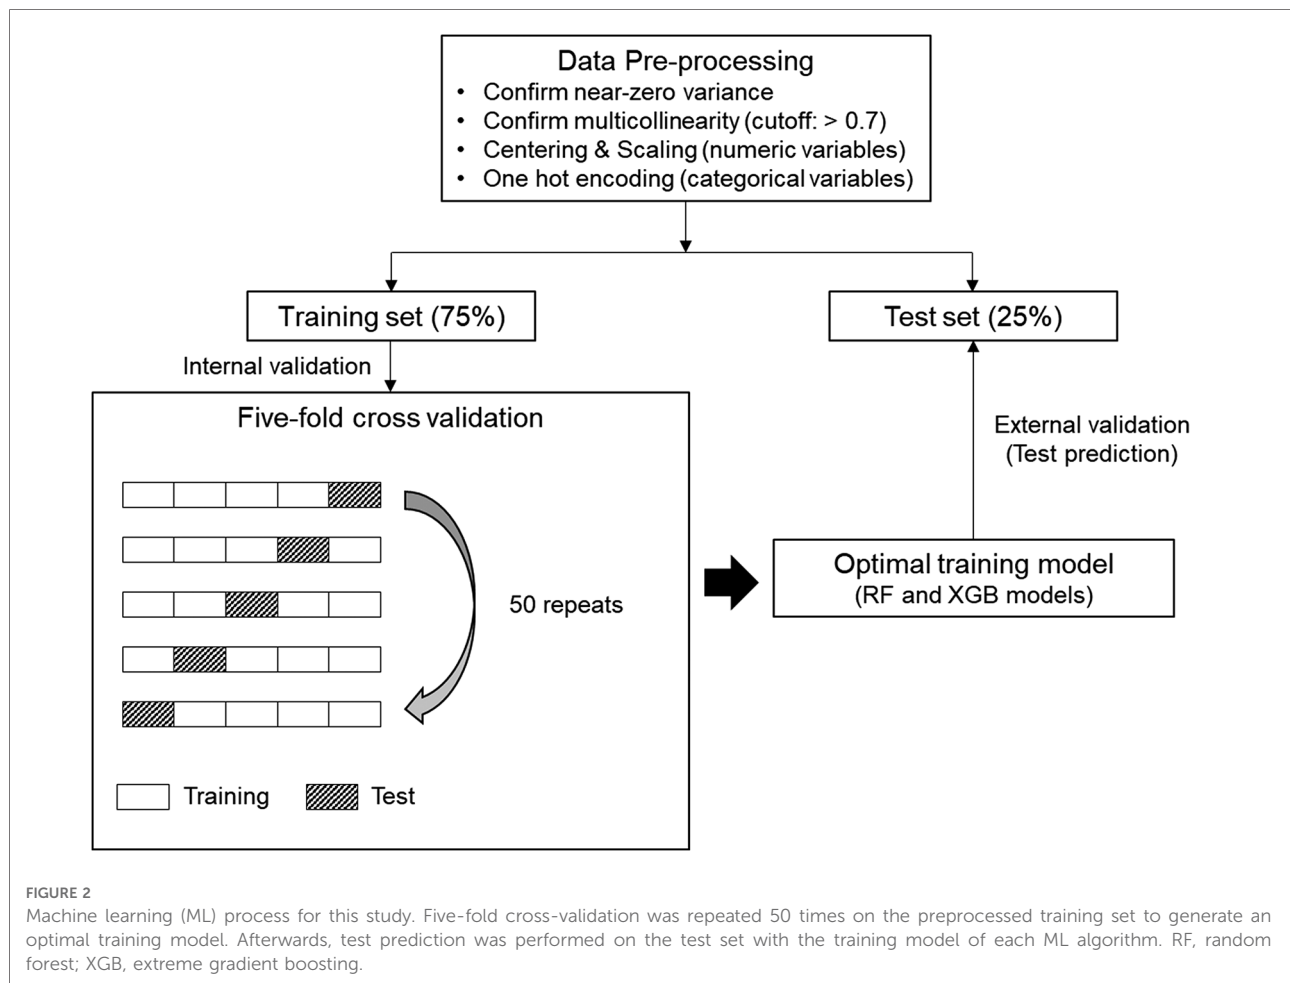 Data Pre-processing
• Confirm near-zero variance
• Confirm multicollinearity (cutoff: > 0.7)
• Centering & Scaling (numeric variables)
• One hot encoding (categorical variables)
Training set (75%)
Test set (25%)
Internal validation
Five-fold cross validation
50 repeats
Training
Test
External validation
(Test prediction)
Optimal training model
(RF and XGB models)
FIGURE 2
Machine learning (ML) process for this study. Five-fold cross-validation was repeated 50 times on the preprocessed training set to generate an
optimal training model. Afterwards, test prediction was performed on the test set with the training model of each ML algorithm. RF, random
forest; XGB, extreme gradient boosting.